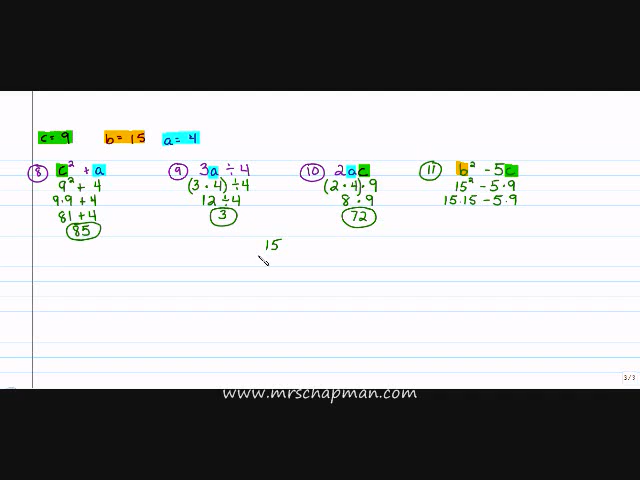 c = 9 b = 15 a = 4
8 c² + a
9² + 4
9·9 + 4
81 + 4
85
9 3a ÷ 4
(3·4) ÷ 4
12 ÷ 4
3
10 2ac
(2·4)·9
8·9
72
11 b² - 5c
15² - 5·9
15·15 - 5·9
15
3/3
www.mrschapman.com